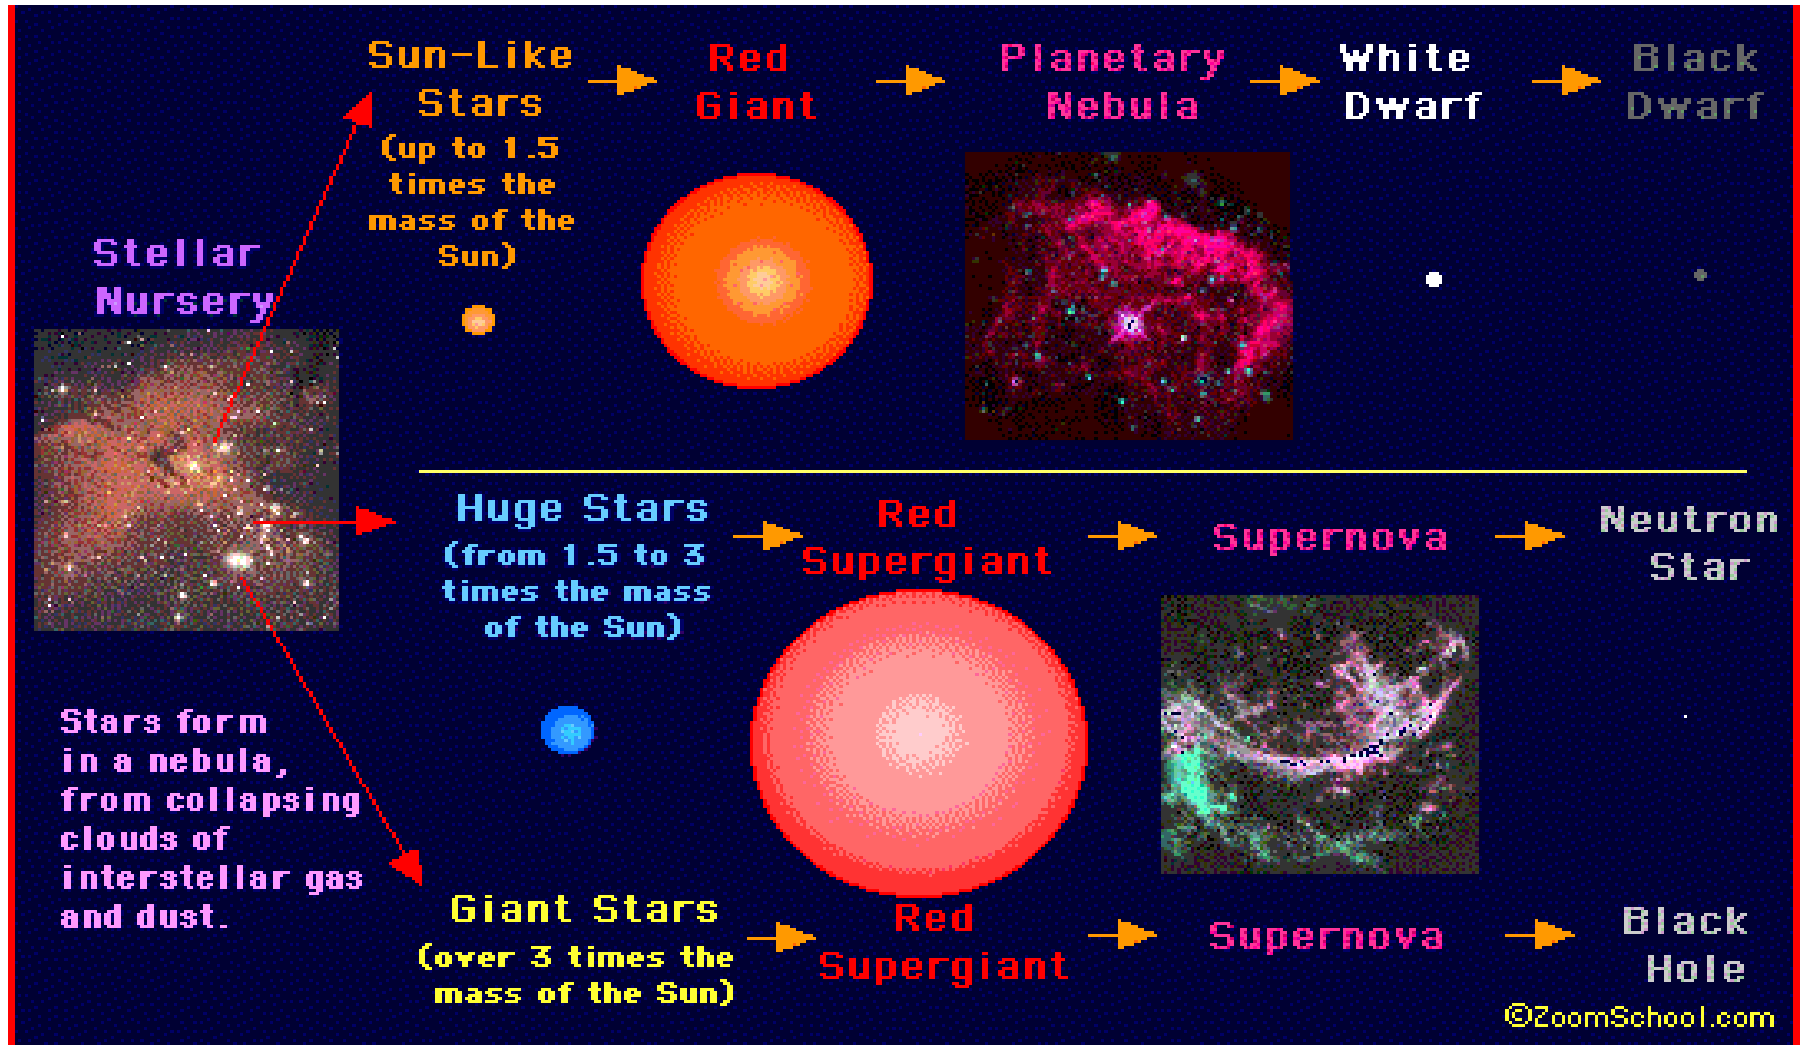 Sun-Like
Stars
(up to 1.5
times the
mass of the
Sun)
Red
Giant
Planetary
Nebula
White
Dwarf
Black
Dwarf
Stellar
Nursery
Stars form
in a nebula,
from collapsing
clouds of
interstellar gas
and dust.
Huge Stars
(from 1.5 to 3
times the mass
of the Sun)
Red
Supergiant
Supernova
Neutron
Star
Giant Stars
(over 3 times the
mass of the Sun)
Red
Supergiant
Supernova
Black
Hole
©ZoomSchool.com